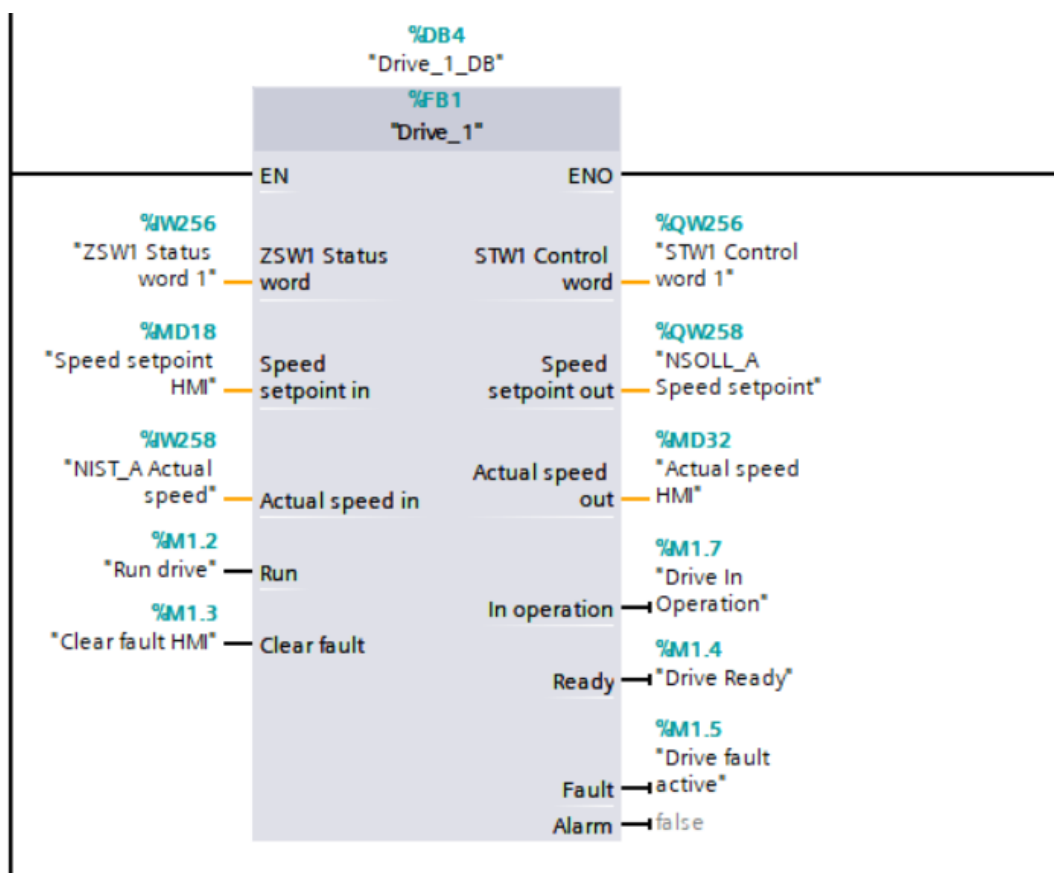 %DB4
"Drive_1_DB"
%FB1
"Drive_1"
EN
ENO
%IW256
"ZSW1 Status
word 1"
ZSW1 Status
word
STW1 Control
word
%QW256
"STW1 Control
word 1"
%MD18
"Speed setpoint
HMI"
Speed
setpoint in
Speed
setpoint out
%QW258
"NSOLL_A
Speed setpoint"
%IW258
"NIST_A Actual
speed"
Actual speed in
Actual speed
out
%MD32
"Actual speed
HMI"
%M1.2
"Run drive"
Run
In operation
%M1.7
"Drive In
Operation"
%M1.3
"Clear fault HMI"
Clear fault
Ready
%M1.4
"Drive Ready"
Fault
%M1.5
"Drive fault
active"
Alarm
false